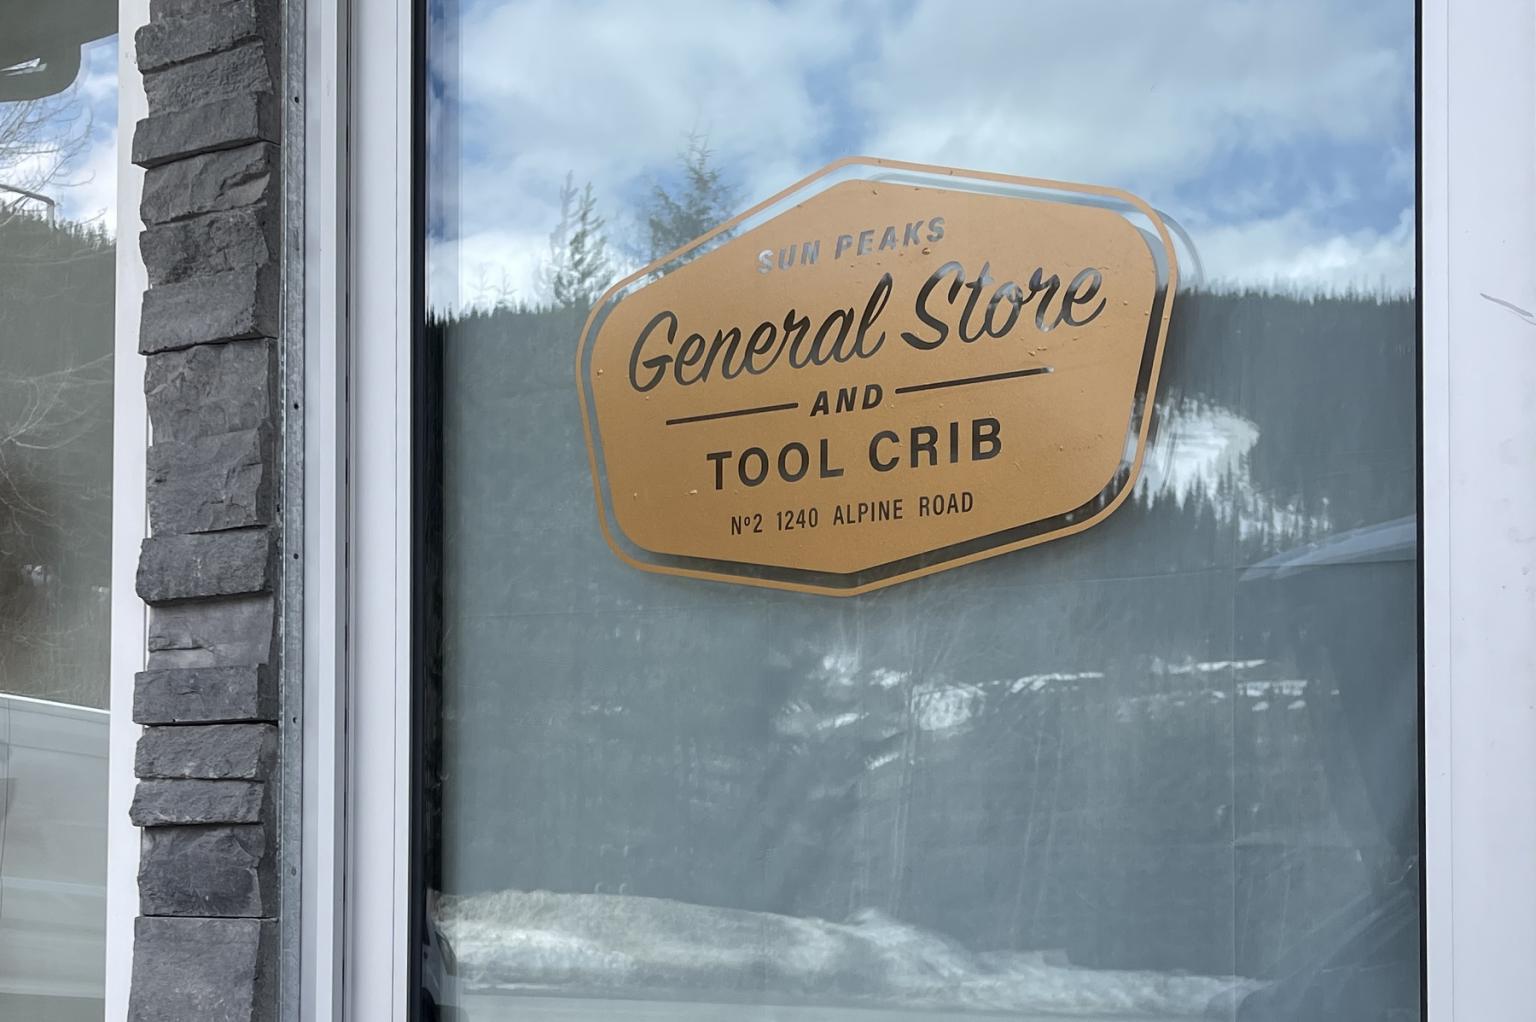 SUN PEAKS
General Store
AND
TOOL CRIB
Nº2 1240 ALPINE ROAD